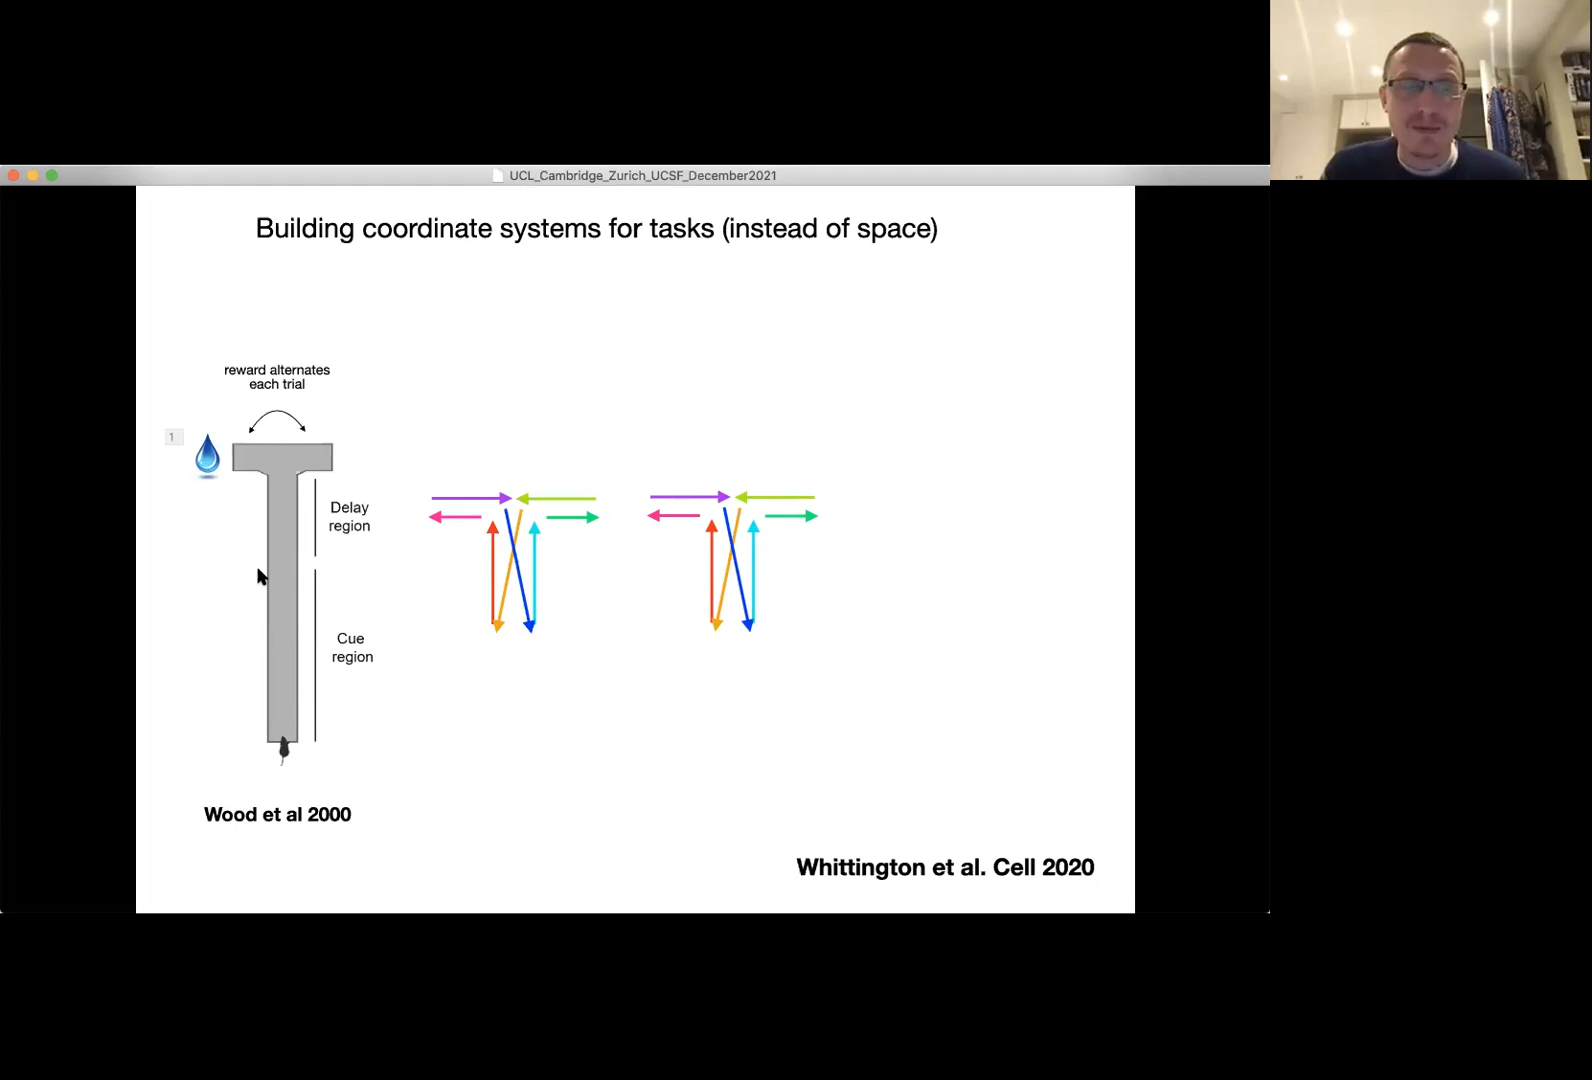 UCL_Cambridge_Zurich_UCSF_December2021
Building coordinate systems for tasks (instead of space)
reward alternates
each trial
1
Delay
region
Cue
region
Wood et al 2000
Whittington et al. Cell 2020